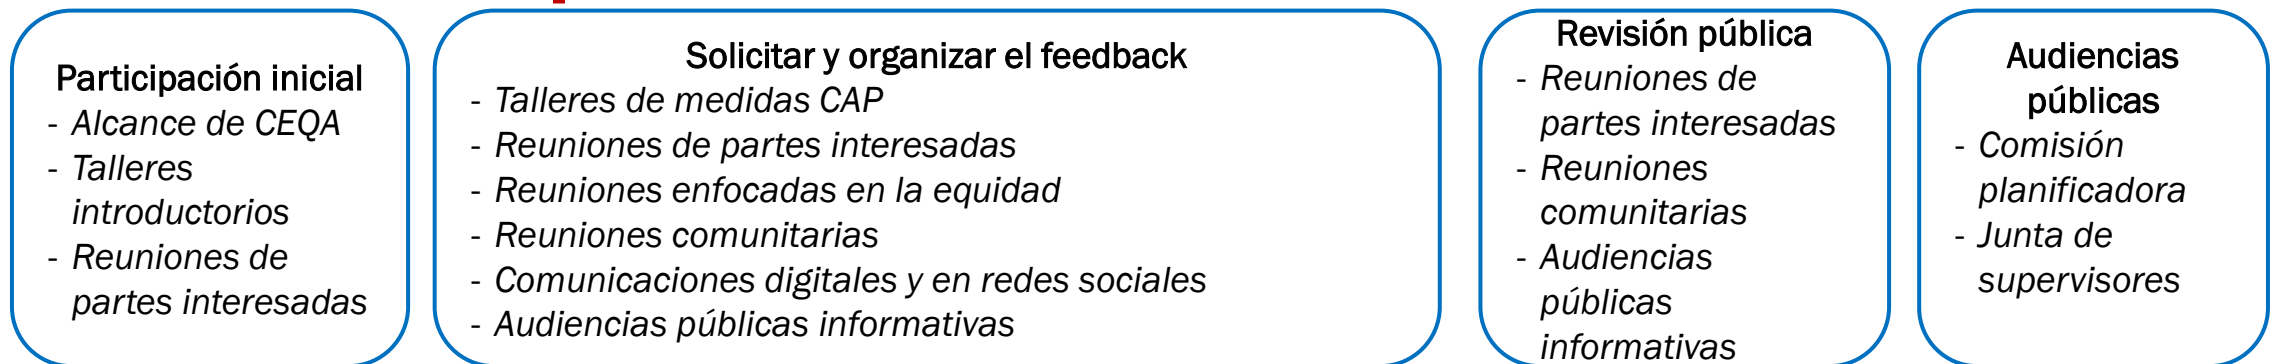 Participación inicial
- Alcance de CEQA
- Talleres
introductorios
- Reuniones de
partes interesadas
Solicitar y organizar el feedback
- Talleres de medidas CAP
- Reuniones de partes interesadas
- Reuniones enfocadas en la equidad
- Reuniones comunitarias
- Comunicaciones digitales y en redes sociales
- Audiencias públicas informativas
Revisión pública
- Reuniones de
partes interesadas
- Reuniones
comunitarias
- Audiencias
públicas
informativas
Audiencias
públicas
- Comisión
planificadora
- Junta de
supervisores